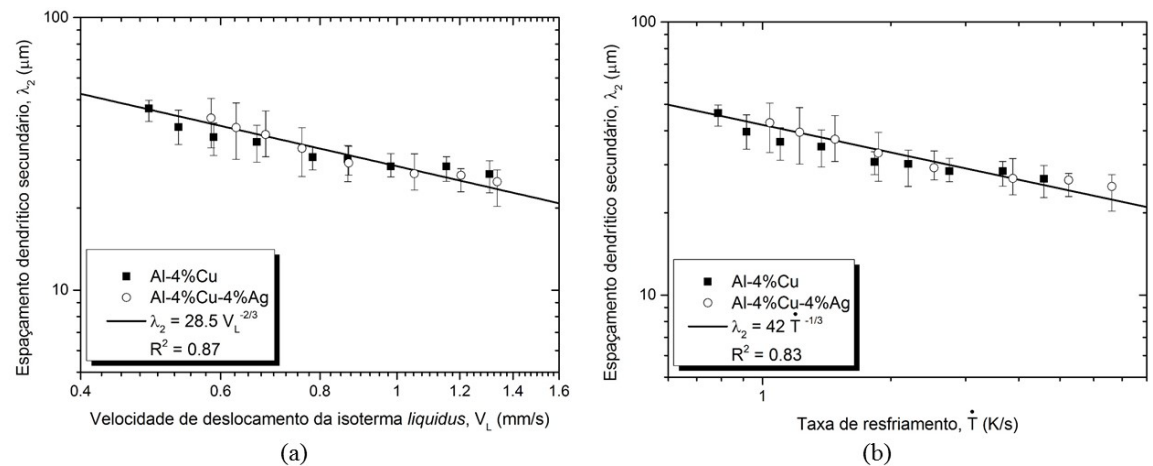 100
10
Espaçamento dendrítico secundário, λ₂ (μm)
Al-4%Cu
Al-4%Cu-4%Ag
λ₂ = 28.5 V_L^-2/3
R² = 0.87
0.4 0.6 0.8 1 1.2 1.4 1.6
Velocidade de deslocamento da isoterma liquidus, V_L (mm/s)
(a)
100
10
Espaçamento dendrítico secundário, λ₂ (μm)
Al-4%Cu
Al-4%Cu-4%Ag
λ₂ = 42 Ṫ^-1/3
R² = 0.83
1
Taxa de resfriamento, Ṫ (K/s)
(b)